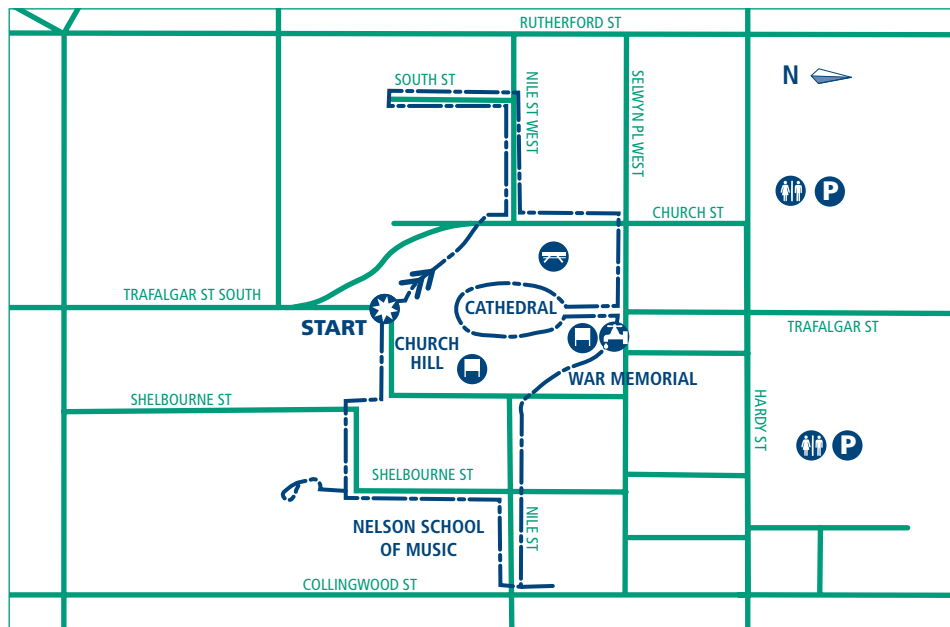 RUTHERFORD ST
SOUTH ST
NILE ST WEST
SELWYN PL WEST
N
P
CHURCH ST
TRAFALGAR ST SOUTH
START
CATHEDRAL
TRAFALGAR ST
CHURCH
HILL
WAR MEMORIAL
SHELBOURNE ST
HARDY ST
P
SHELBOURNE ST
NELSON SCHOOL
OF MUSIC
NILE ST
COLLINGWOOD ST